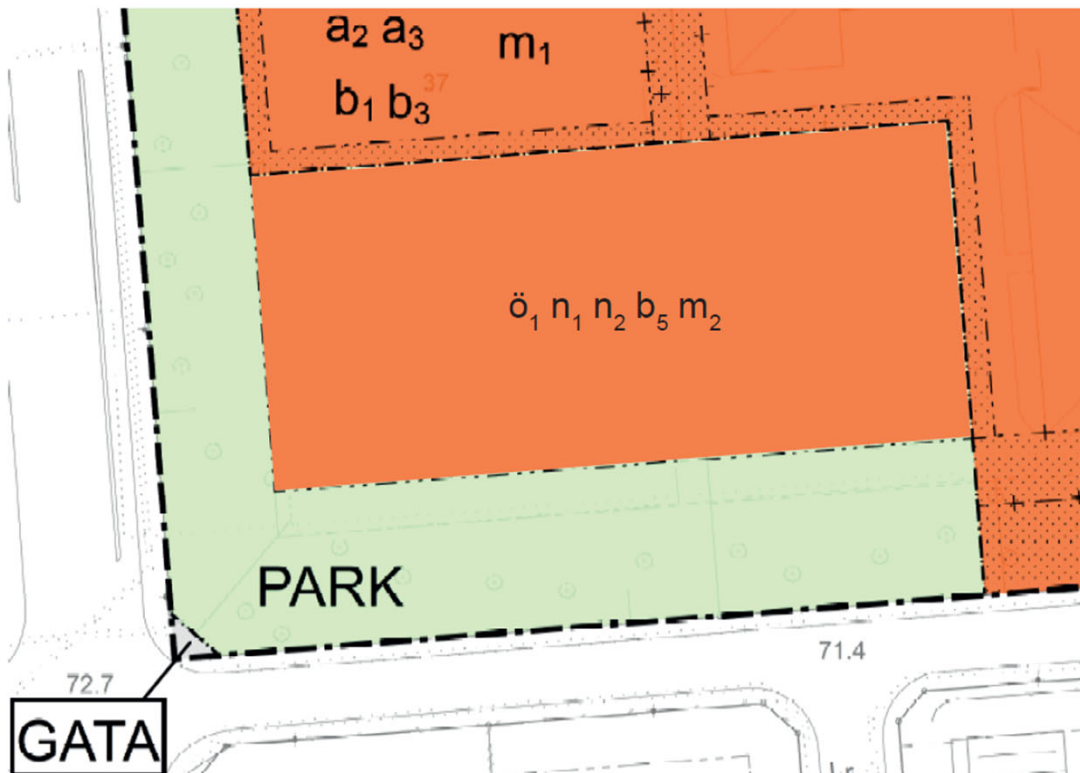 a₂ a₃ m₁
37
b₁ b₃
ö₁ n₁ n₂ b₅ m₂
PARK
71.4
72.7
GATA